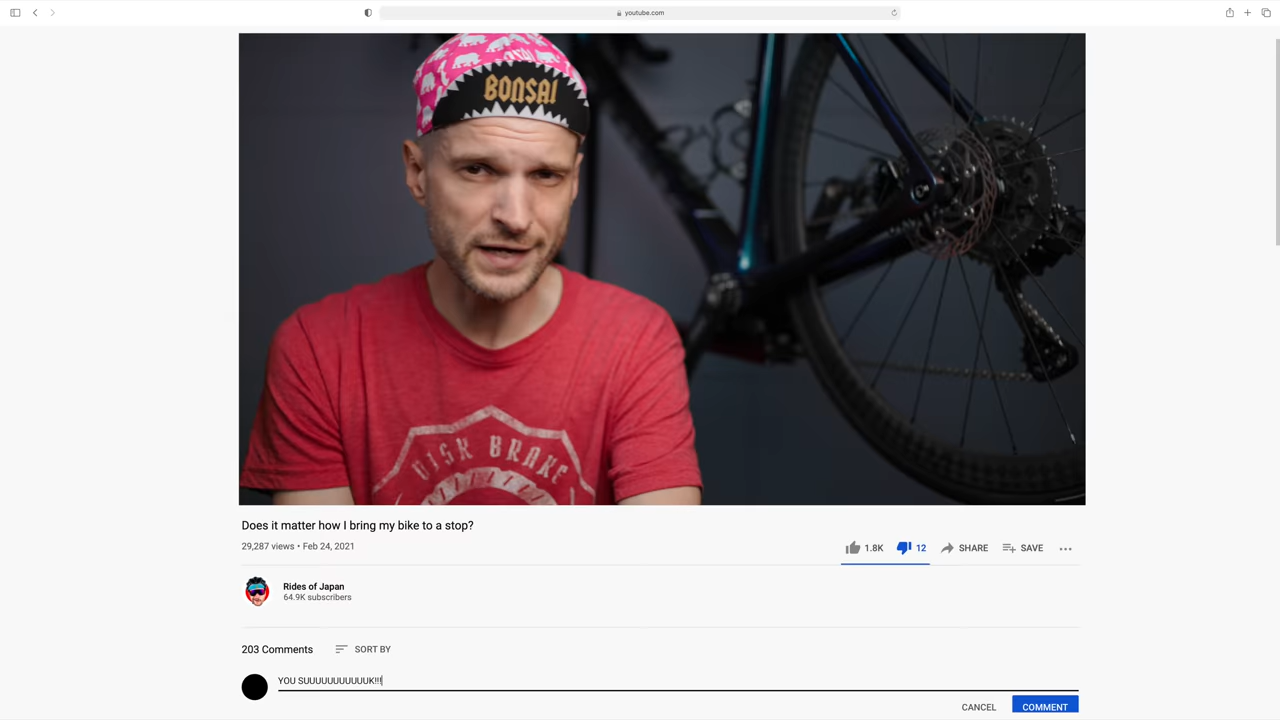 youtube.com
BONSAI
DISK BRAKE
Does it matter how I bring my bike to a stop?
29,287 views • Feb 24, 2021
1.8K 12 SHARE SAVE
Rides of Japan
64.9K subscribers
203 Comments SORT BY
YOU SUUUUUUUUUUUK!!!
CANCEL COMMENT